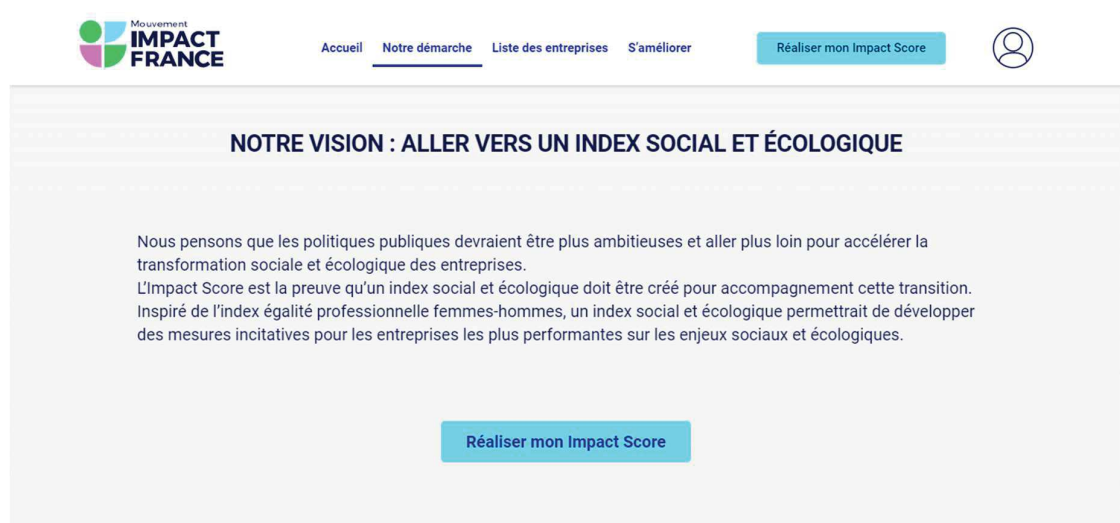 Mouvement
IMPACT
FRANCE
Accueil Notre démarche Liste des entreprises S'améliorer Réaliser mon Impact Score
NOTRE VISION : ALLER VERS UN INDEX SOCIAL ET ÉCOLOGIQUE
Nous pensons que les politiques publiques devraient être plus ambitieuses et aller plus loin pour accélérer la
transformation sociale et écologique des entreprises.
L'Impact Score est la preuve qu'un index social et écologique doit être créé pour accompagnement cette transition.
Inspiré de l'index égalité professionnelle femmes-hommes, un index social et écologique permettrait de développer
des mesures incitatives pour les entreprises les plus performantes sur les enjeux sociaux et écologiques.
Réaliser mon Impact Score